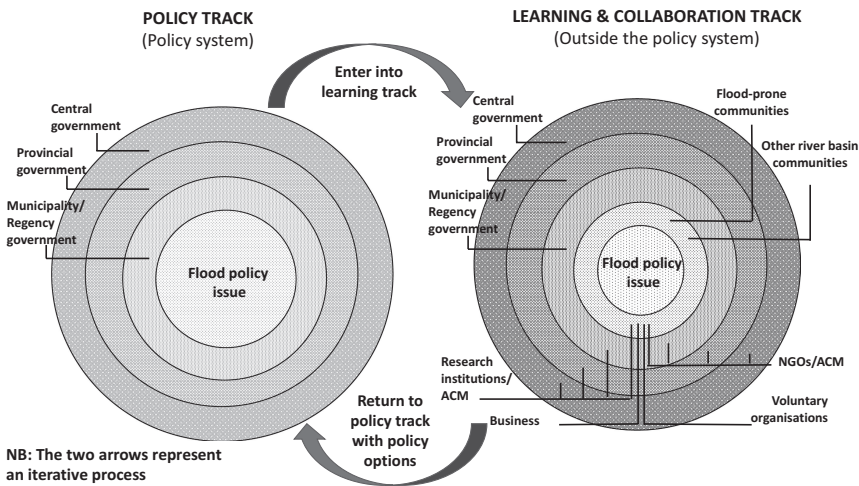 POLICY TRACK
(Policy system)
LEARNING & COLLABORATION TRACK
(Outside the policy system)
Enter into
learning track
Central
government
Provincial
government
Municipality/
Regency
government
Flood policy
issue
Central
government
Provincial
government
Municipality/
Regency
government
Flood-prone
communities
Other river basin
communities
Flood policy
issue
Research
institutions/
ACM
Business
NGOs/ACM
Voluntary
organisations
Return to
policy track
with policy
options
NB: The two arrows represent
an iterative process